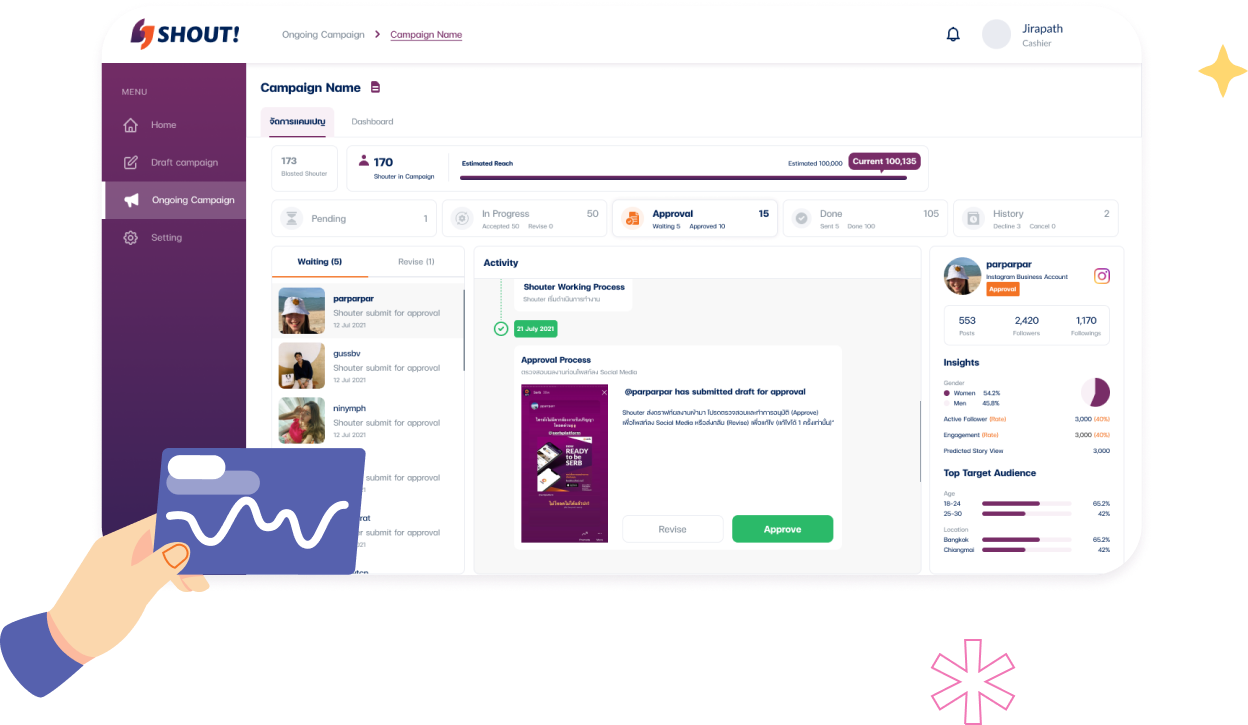 SHOUT!
Ongoing Campaign > Campaign Name
Jirapath
Cashier
MENU
Home
Draft campaign
Ongoing Campaign
Setting
Campaign Name
จัดการแคมเปญ
Dashboard
173
Blasted Shouter
170
Shouter in Campaign
Estimated Reach
Estimated 100,000
Current 100,135
Pending 1
In Progress 50
Accepted 50 Revise 0
Approval 15
Waiting 5 Approved 10
Done 105
Sent 5 Done 100
History 2
Decline 3 Cancel 0
Waiting (5)
Revise (1)
parparpar
Shouter submit for approval
12 Jul 2021
gussbv
Shouter submit for approval
12 Jul 2021
ninymph
Shouter submit for approval
12 Jul 2021
submit for approval
submit for approval
Activity
Shouter Working Process
Shouter เริ่มดำเนินการทำงาน
21 July 2021
Approval Process
ตรวจสอบผลงานก่อนโพสท์ลง Social Media
READY
to be
SERB
@parparpar has submitted draft for approval
Shouter ส่งดราฟท์ผลงานเข้ามา โปรดตรวจสอบและทำการอนุมัติ (Approve)
เพื่อโพสท์ลง Social Media หรือส่งกลับ (Revise) เพื่อแก้ไข (แก้ไขได้ 1 ครั้งเท่านั้น)"
Revise
Approve
parparpar
Instagram Business Account
Approval
553
2,420
1,170
Posts
Followers
Followings
Insights
Gender
Women 54.2%
Men 45.8%
Active Follower (Rate) 3,000 (40%)
Engagement (Rate) 3,000 (40%)
Predicted Story View 3,000
Top Target Audience
Age
18-24 65.2%
25-30 42%
Location
Bangkok 65.2%
Chiangmai 42%